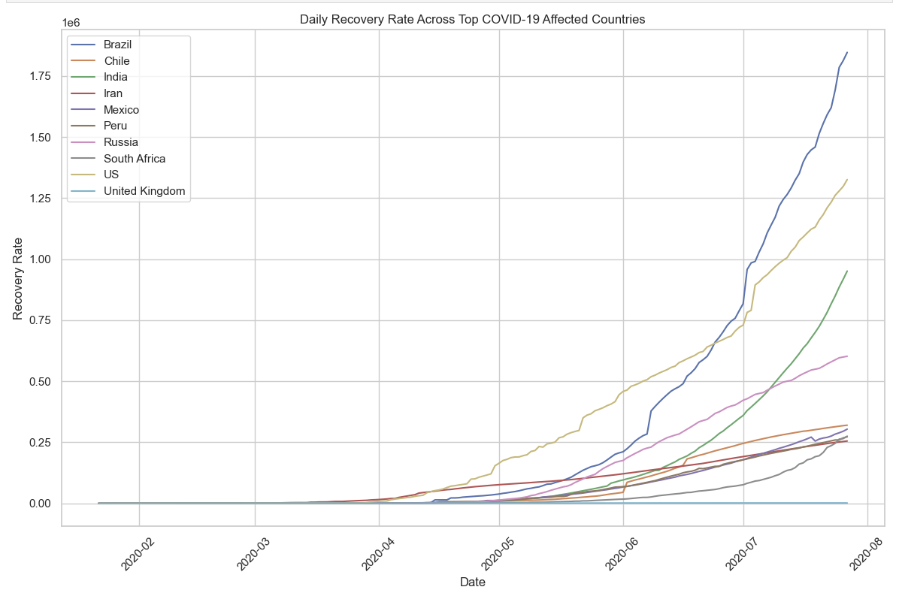 Daily Recovery Rate Across Top COVID-19 Affected Countries
1e6
Brazil
Chile
India
Iran
Mexico
Peru
Russia
South Africa
US
United Kingdom
1.75
1.50
1.25
1.00
0.75
0.50
0.25
0.00
Recovery Rate
2020-02
2020-03
2020-04
2020-05
2020-06
2020-07
2020-08
Date